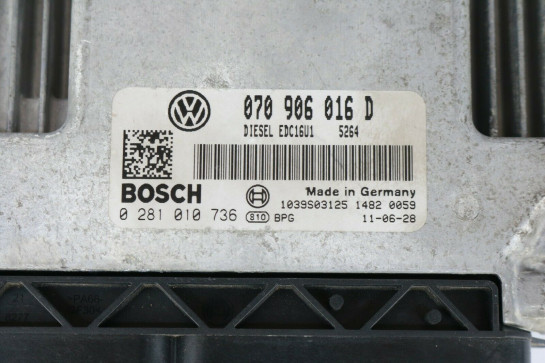 070 906 016 D
DIESEL EDC16U1 5264
BOSCH
Made in Germany
0 281 010 736
1039S03125 1482 0059
810 BPG 11-06-28